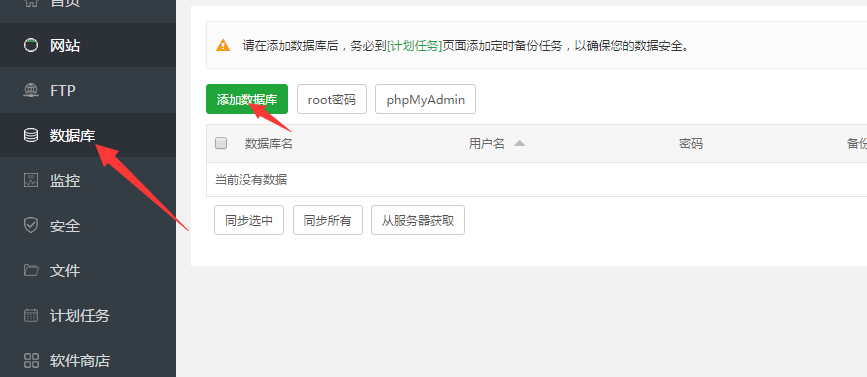 首页
网站
FTP
数据库
监控
安全
文件
计划任务
软件商店
请在添加数据库后，务必到[计划任务]页面添加定时备份任务，以确保您的数据安全。
添加数据库 root密码 phpMyAdmin
数据库名 用户名 密码 备份
当前没有数据
同步选中 同步所有 从服务器获取